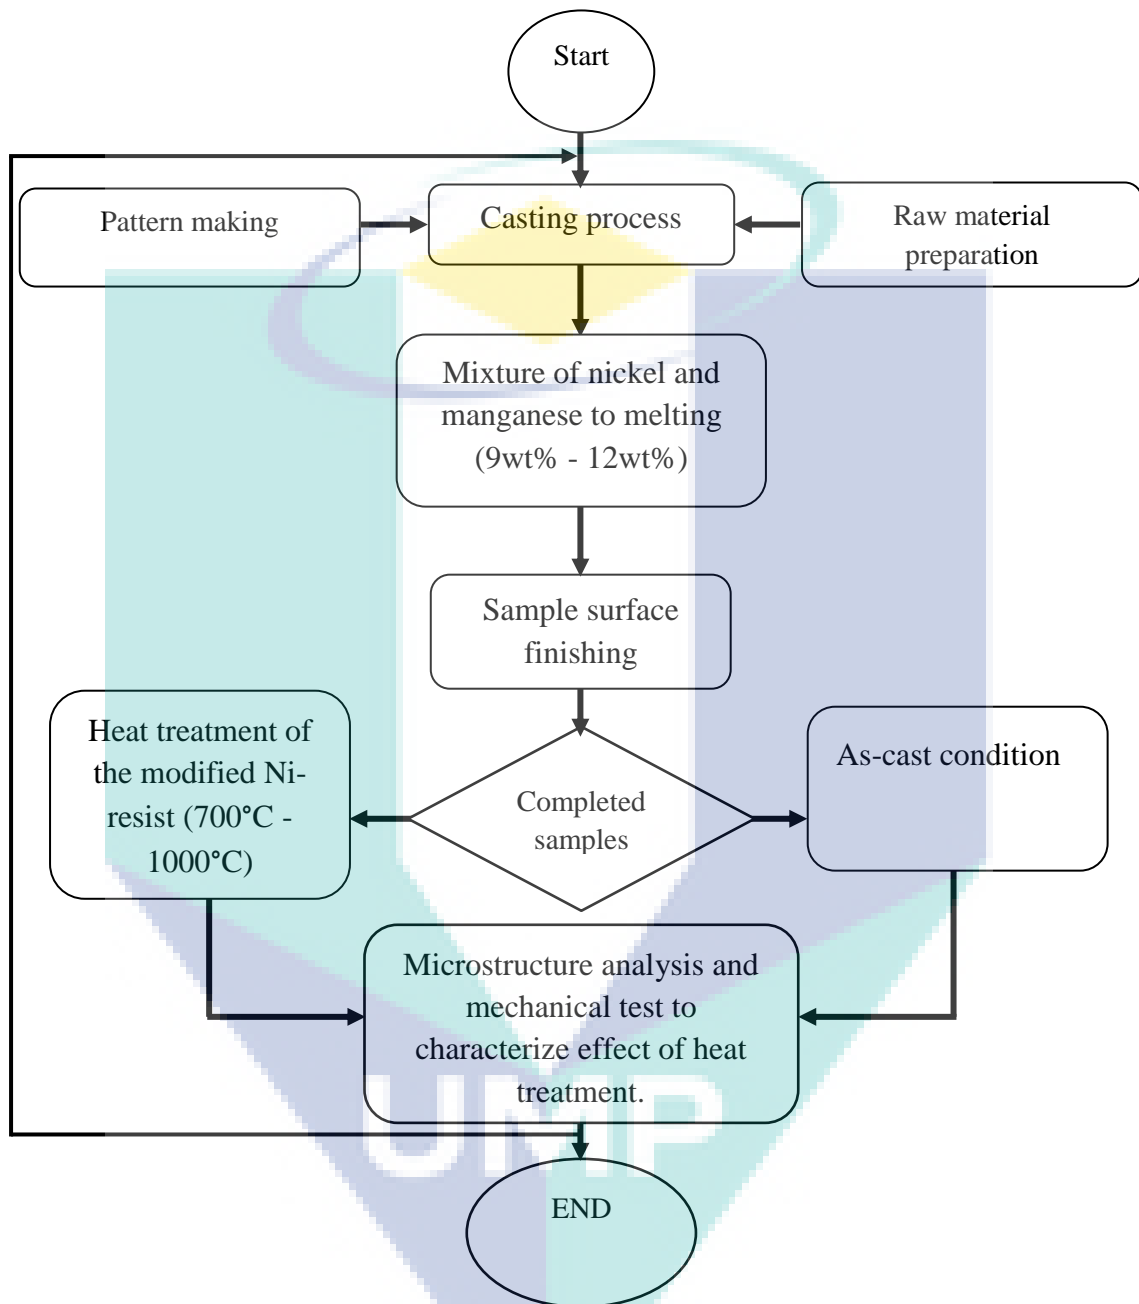 Start
Pattern making
Casting process
Raw material
preparation
Mixture of nickel and
manganese to melting
(9wt% - 12wt%)
Sample surface
finishing
Heat treatment of
the modified Ni-
resist (700°C -
1000°C)
Completed
samples
As-cast condition
Microstructure analysis and
mechanical test to
characterize effect of heat
treatment.
UMP
END